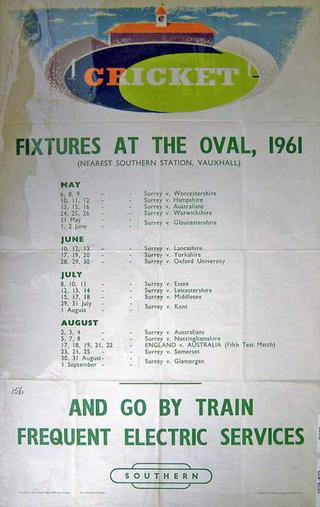 CRICKET
FIXTURES AT THE OVAL, 1961
(NEAREST SOUTHERN STATION, VAUXHALL)
MAY
6, 8, 9 - - Surrey v. Worcestershire
10, 11, 12 - - Surrey v. Hampshire
13, 15, 16 - - Surrey v. Australians
24, 25, 26 - - Surrey v. Warwickshire
31 May
1, 2 June - - Surrey v. Gloucestershire
JUNE
10, 12, 13 - - Surrey v. Lancashire
17, 19, 20 - - Surrey v. Yorkshire
28, 29, 30 - - Surrey v. Oxford University
JULY
8, 10, 11 - - Surrey v. Essex
12, 13, 14 - - Surrey v. Leicestershire
15, 17, 18 - - Surrey v. Middlesex
29, 31 July
1 August - - Surrey v. Kent
AUGUST
2, 3, 4 - - Surrey v. Australians
5, 7, 8 - - Surrey v. Nottinghamshire
17, 18, 19, 21, 22 ENGLAND v. AUSTRALIA (Fifth Test Match)
23, 24, 25 - - Surrey v. Somerset
30, 31 August -
1 September - - Surrey v. Glamorgan
156
AND GO BY TRAIN
FREQUENT ELECTRIC SERVICES
SOUTHERN